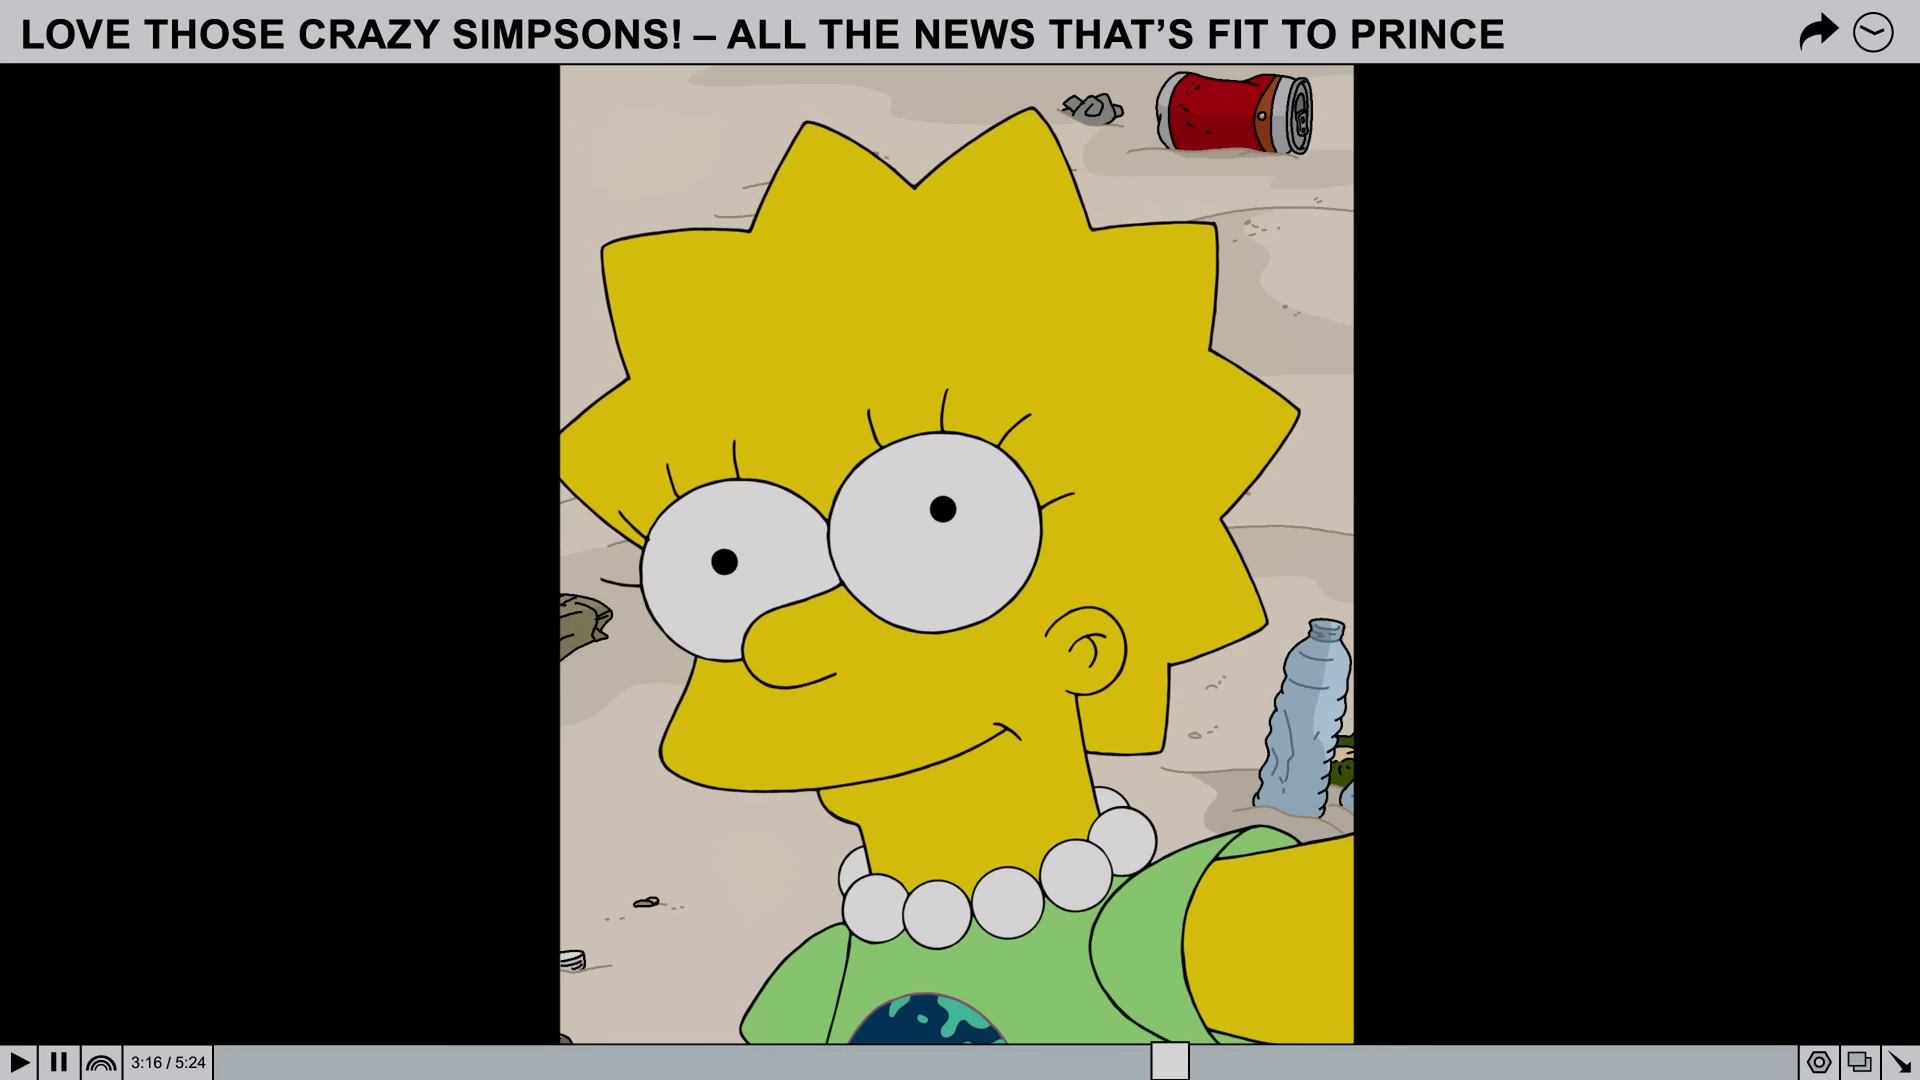 LOVE THOSE CRAZY SIMPSONS! – ALL THE NEWS THAT’S FIT TO PRINCE
3:16 / 5:24